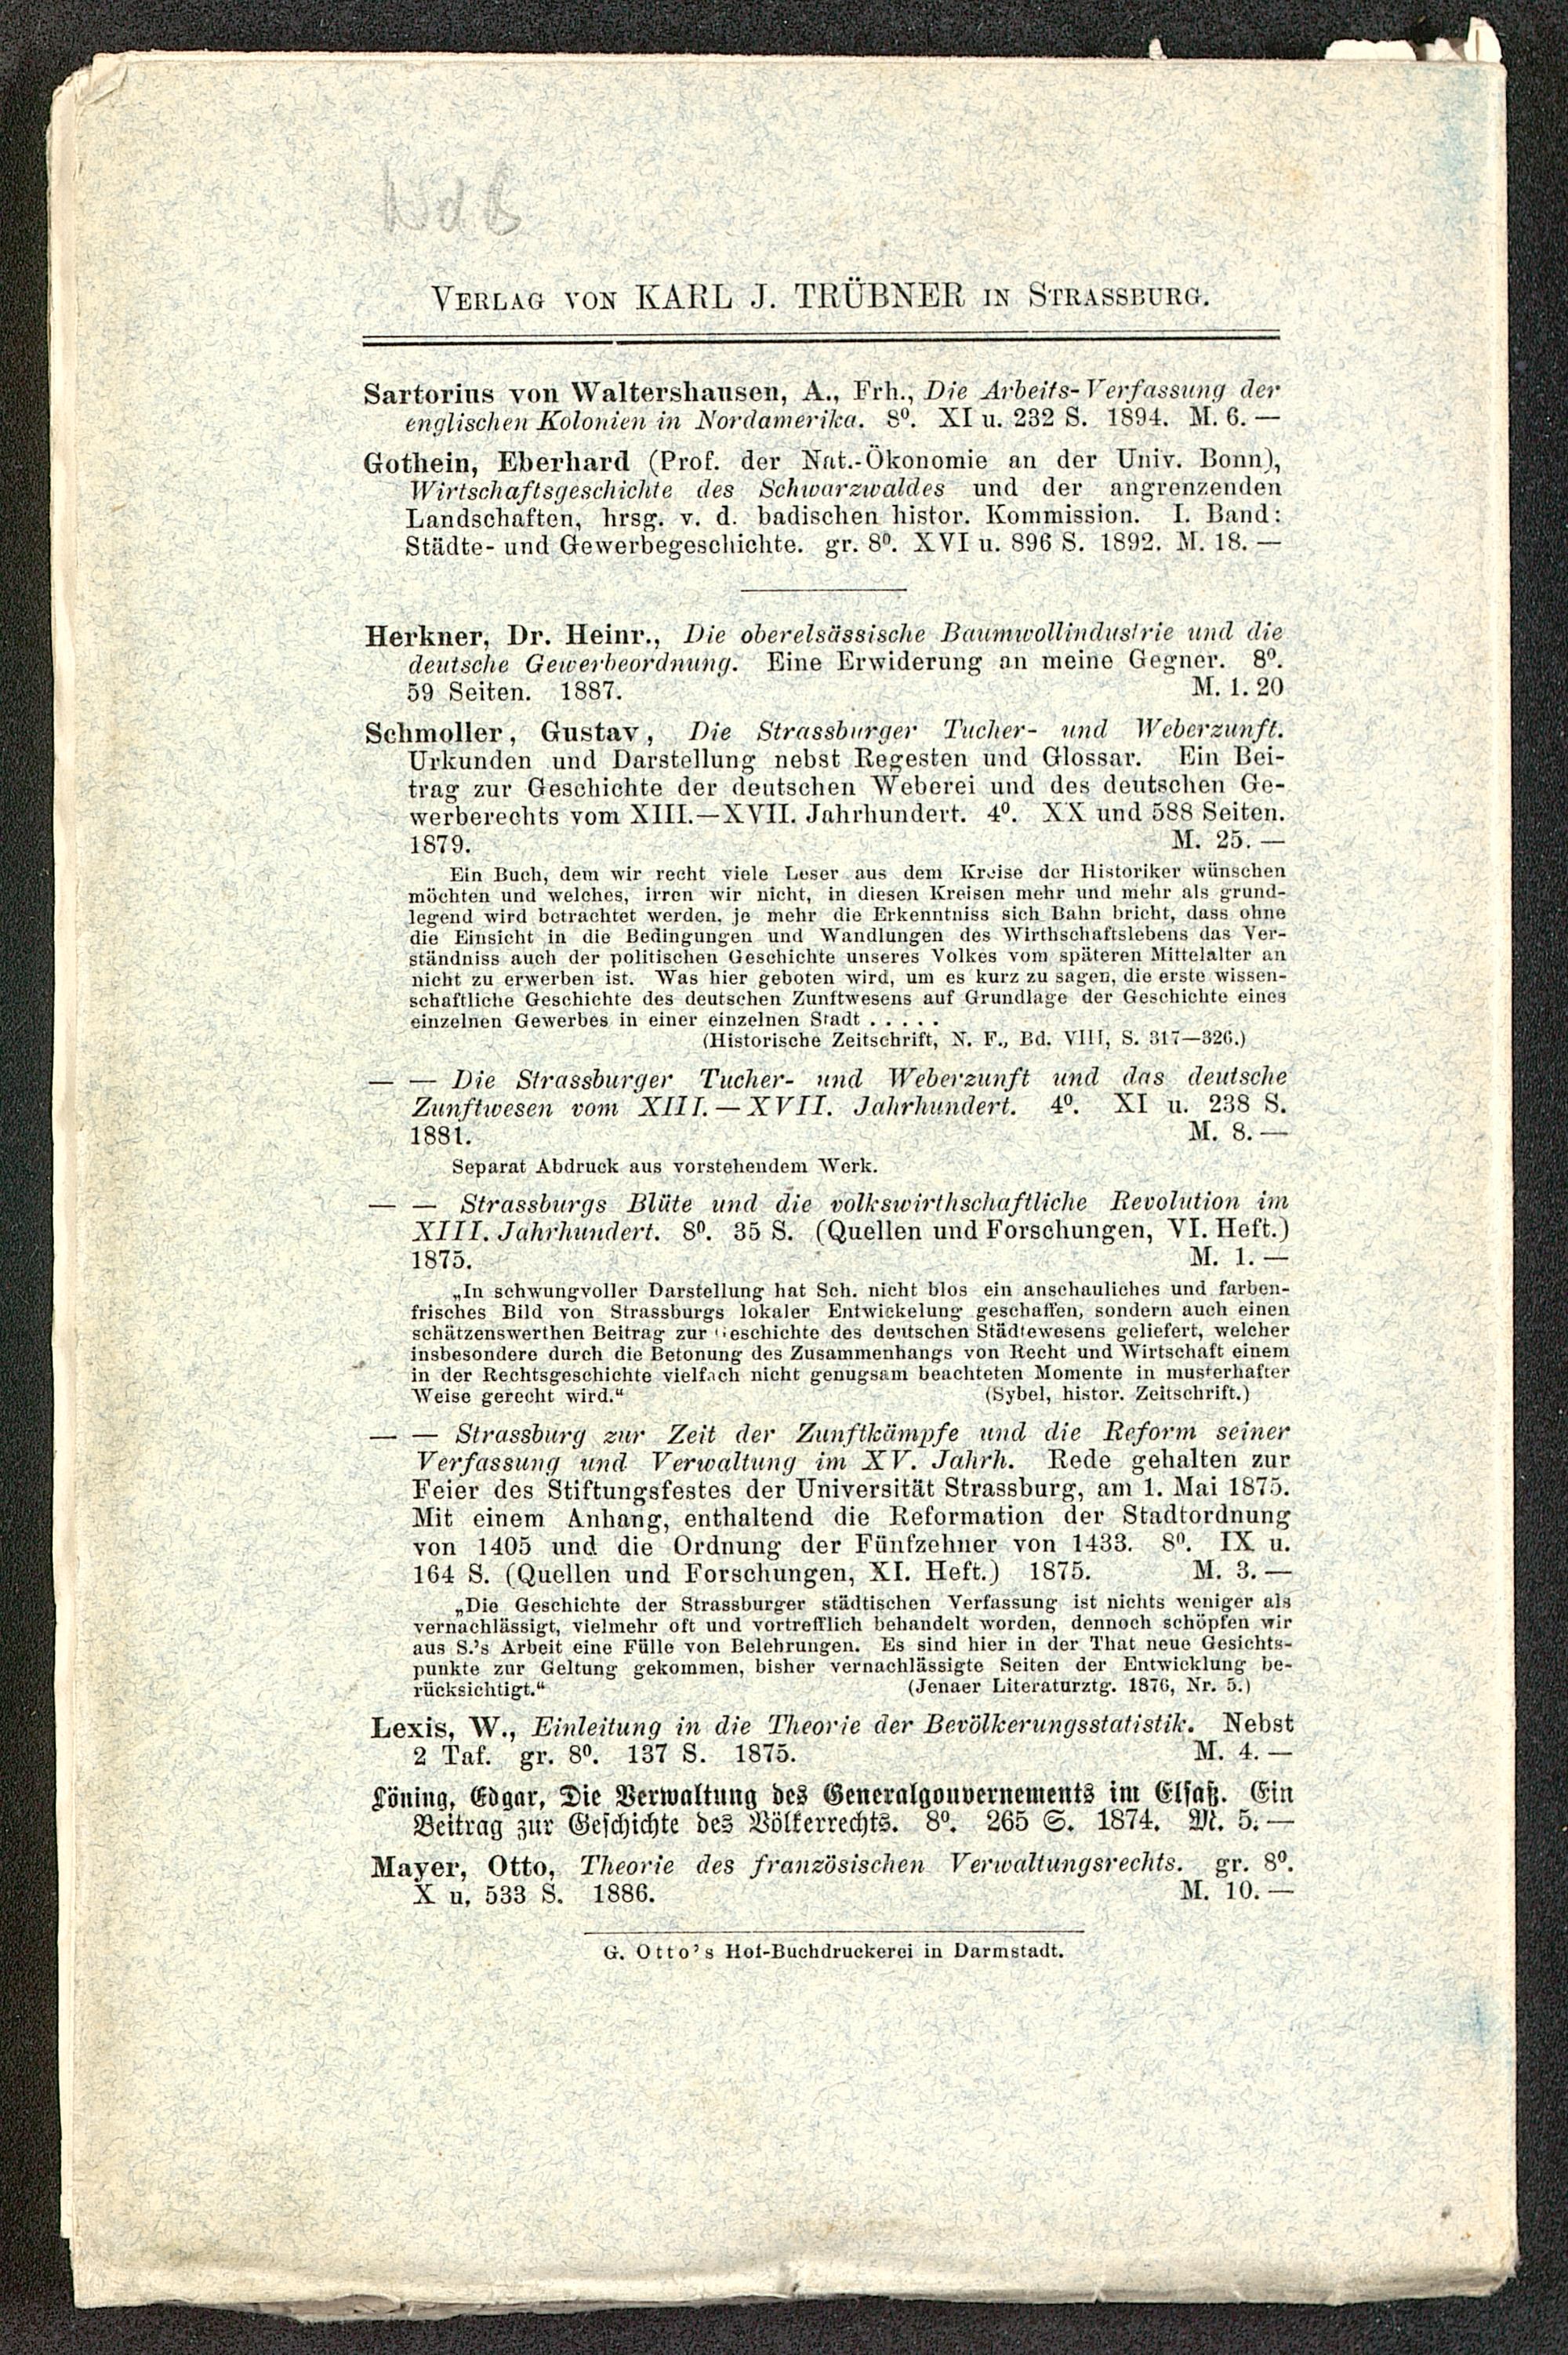 VERLAG VON KARL J. TRÜBNER IN STRASSBURG.
Sartorius von Waltershausen, A., Frh., Die Arbeits-Verfassung der
englischen Kolonien in Nordamerika. 8⁰. XI u. 232 S. 1894. M. 6. —
Gothein, Eberhard (Prof. der Nat.-Ökonomie an der Univ. Bonn),
Wirtschaftsgeschichte des Schwarzwaldes und der angrenzenden
Landschaften, hrsg. v. d. badischen histor. Kommission. I. Band:
Städte- und Gewerbegeschichte. gr. 8⁰. XVI u. 896 S. 1892. M. 18. —
Herkner, Dr. Heinr., Die oberelsässische Baumwollindustrie und die
deutsche Gewerbeordnung. Eine Erwiderung an meine Gegner. 8⁰.
59 Seiten. 1887. M. 1. 20
Schmoller, Gustav, Die Strassburger Tucher- und Weberzunft.
Urkunden und Darstellung nebst Regesten und Glossar. Ein Bei-
trag zur Geschichte der deutschen Weberei und des deutschen Ge-
werberechts vom XIII.—XVII. Jahrhundert. 4⁰. XX und 588 Seiten.
1879. M. 25. —
Ein Buch, dem wir recht viele Leser aus dem Kreise der Historiker wünschen
möchten und welches, irren wir nicht, in diesen Kreisen mehr und mehr als grund-
legend wird betrachtet werden, je mehr die Erkenntniss sich Bahn bricht, dass ohne
die Einsicht in die Bedingungen und Wandlungen des Wirthschaftslebens das Ver-
ständniss auch der politischen Geschichte unseres Volkes vom späteren Mittelalter an
nicht zu erwerben ist. Was hier geboten wird, um es kurz zu sagen, die erste wissen-
schaftliche Geschichte des deutschen Zunftwesens auf Grundlage der Geschichte eines
einzelnen Gewerbes in einer einzelnen Stadt . . . . .
(Historische Zeitschrift, N. F., Bd. VIII, S. 317—326.)
— — Die Strassburger Tucher- und Weberzunft und das deutsche
Zunftwesen vom XIII.—XVII. Jahrhundert. 4⁰. XI u. 238 S.
1881. M. 8. —
Separat Abdruck aus vorstehendem Werk.
— — Strassburgs Blüte und die volkswirthschaftliche Revolution im
XIII. Jahrhundert. 8⁰. 35 S. (Quellen und Forschungen, VI. Heft.)
1875. M. 1. —
„In schwungvoller Darstellung hat Sch. nicht blos ein anschauliches und farben-
frisches Bild von Strassburgs lokaler Entwickelung geschaffen, sondern auch einen
schätzenswerthen Beitrag zur Geschichte des deutschen Städtewesens geliefert, welcher
insbesondere durch die Betonung des Zusammenhangs von Recht und Wirtschaft einem
in der Rechtsgeschichte vielfach nicht genugsam beachteten Momente in musterhafter
Weise gerecht wird.“ (Sybel, histor. Zeitschrift.)
— — Strassburg zur Zeit der Zunftkämpfe und die Reform seiner
Verfassung und Verwaltung im XV. Jahrh. Rede gehalten zur
Feier des Stiftungsfestes der Universität Strassburg, am 1. Mai 1875.
Mit einem Anhang, enthaltend die Reformation der Stadtordnung
von 1405 und die Ordnung der Fünfzehner von 1433. 8⁰. IX u.
164 S. (Quellen und Forschungen, XI. Heft.) 1875. M. 3. —
„Die Geschichte der Strassburger städtischen Verfassung ist nichts weniger als
vernachlässigt, vielmehr oft und vortrefflich behandelt worden, dennoch schöpfen wir
aus S.'s Arbeit eine Fülle von Belehrungen. Es sind hier in der That neue Gesichts-
punkte zur Geltung gekommen, bisher vernachlässigte Seiten der Entwicklung be-
rücksichtigt.“ (Jenaer Literaturztg. 1876, Nr. 5.)
Lexis, W., Einleitung in die Theorie der Bevölkerungsstatistik. Nebst
2 Taf. gr. 8⁰. 137 S. 1875. M. 4. —
Löning, Edgar, Die Verwaltung des Generalgouvernements im Elsaß. Ein
Beitrag zur Geschichte des Völkerrechts. 8⁰. 265 S. 1874. M. 5. —
Mayer, Otto, Theorie des französischen Verwaltungsrechts. gr. 8⁰.
X u. 533 S. 1886. M. 10. —
G. Otto's Hof-Buchdruckerei in Darmstadt.